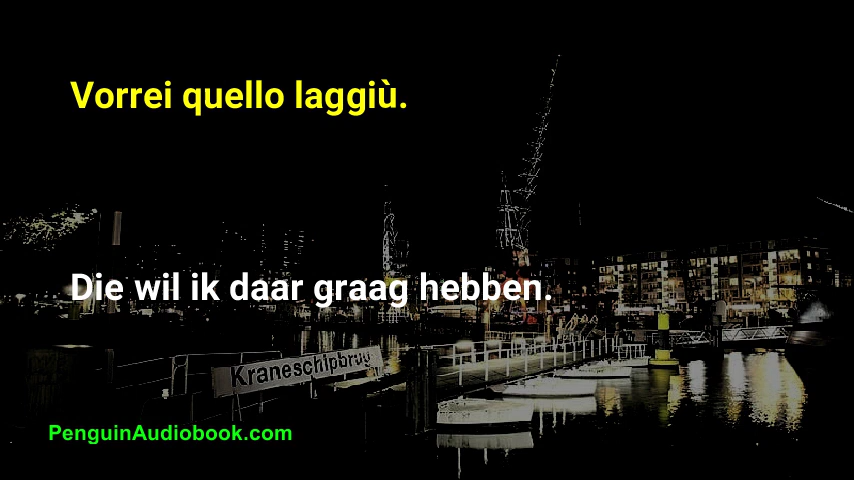 Vorrei quello laggiù.
Die wil ik daar graag hebben.
Kraneschipbrug
PenguinAudiobook.com